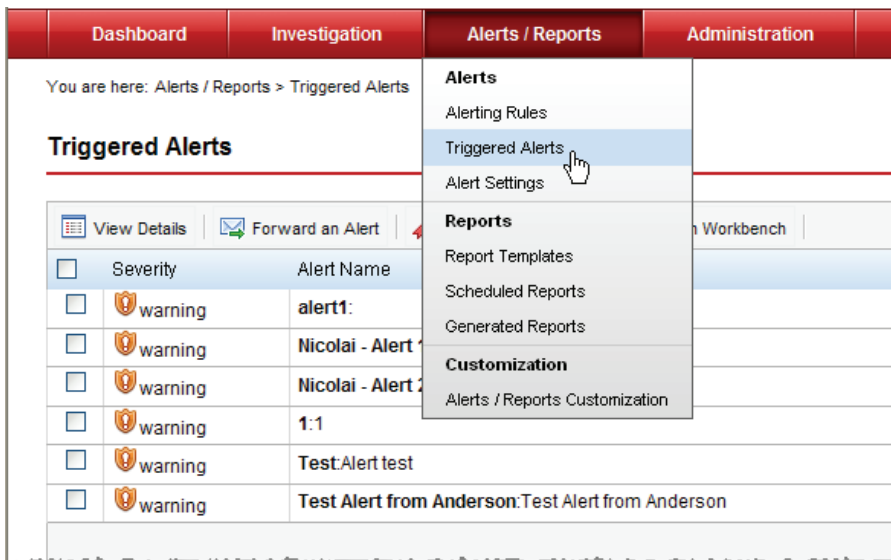 Dashboard Investigation Alerts / Reports Administration
You are here: Alerts / Reports > Triggered Alerts
Alerts
Alerting Rules
Triggered Alerts
Triggered Alerts
Alert Settings
Reports
View Details Forward an Alert Workbench
Report Templates
Severity Alert Name
Scheduled Reports
warning alert1:
Generated Reports
warning Nicolai - Alert
Customization
warning Nicolai - Alert
Alerts / Reports Customization
warning 1:1
warning Test:Alert test
warning Test Alert from Anderson:Test Alert from Anderson